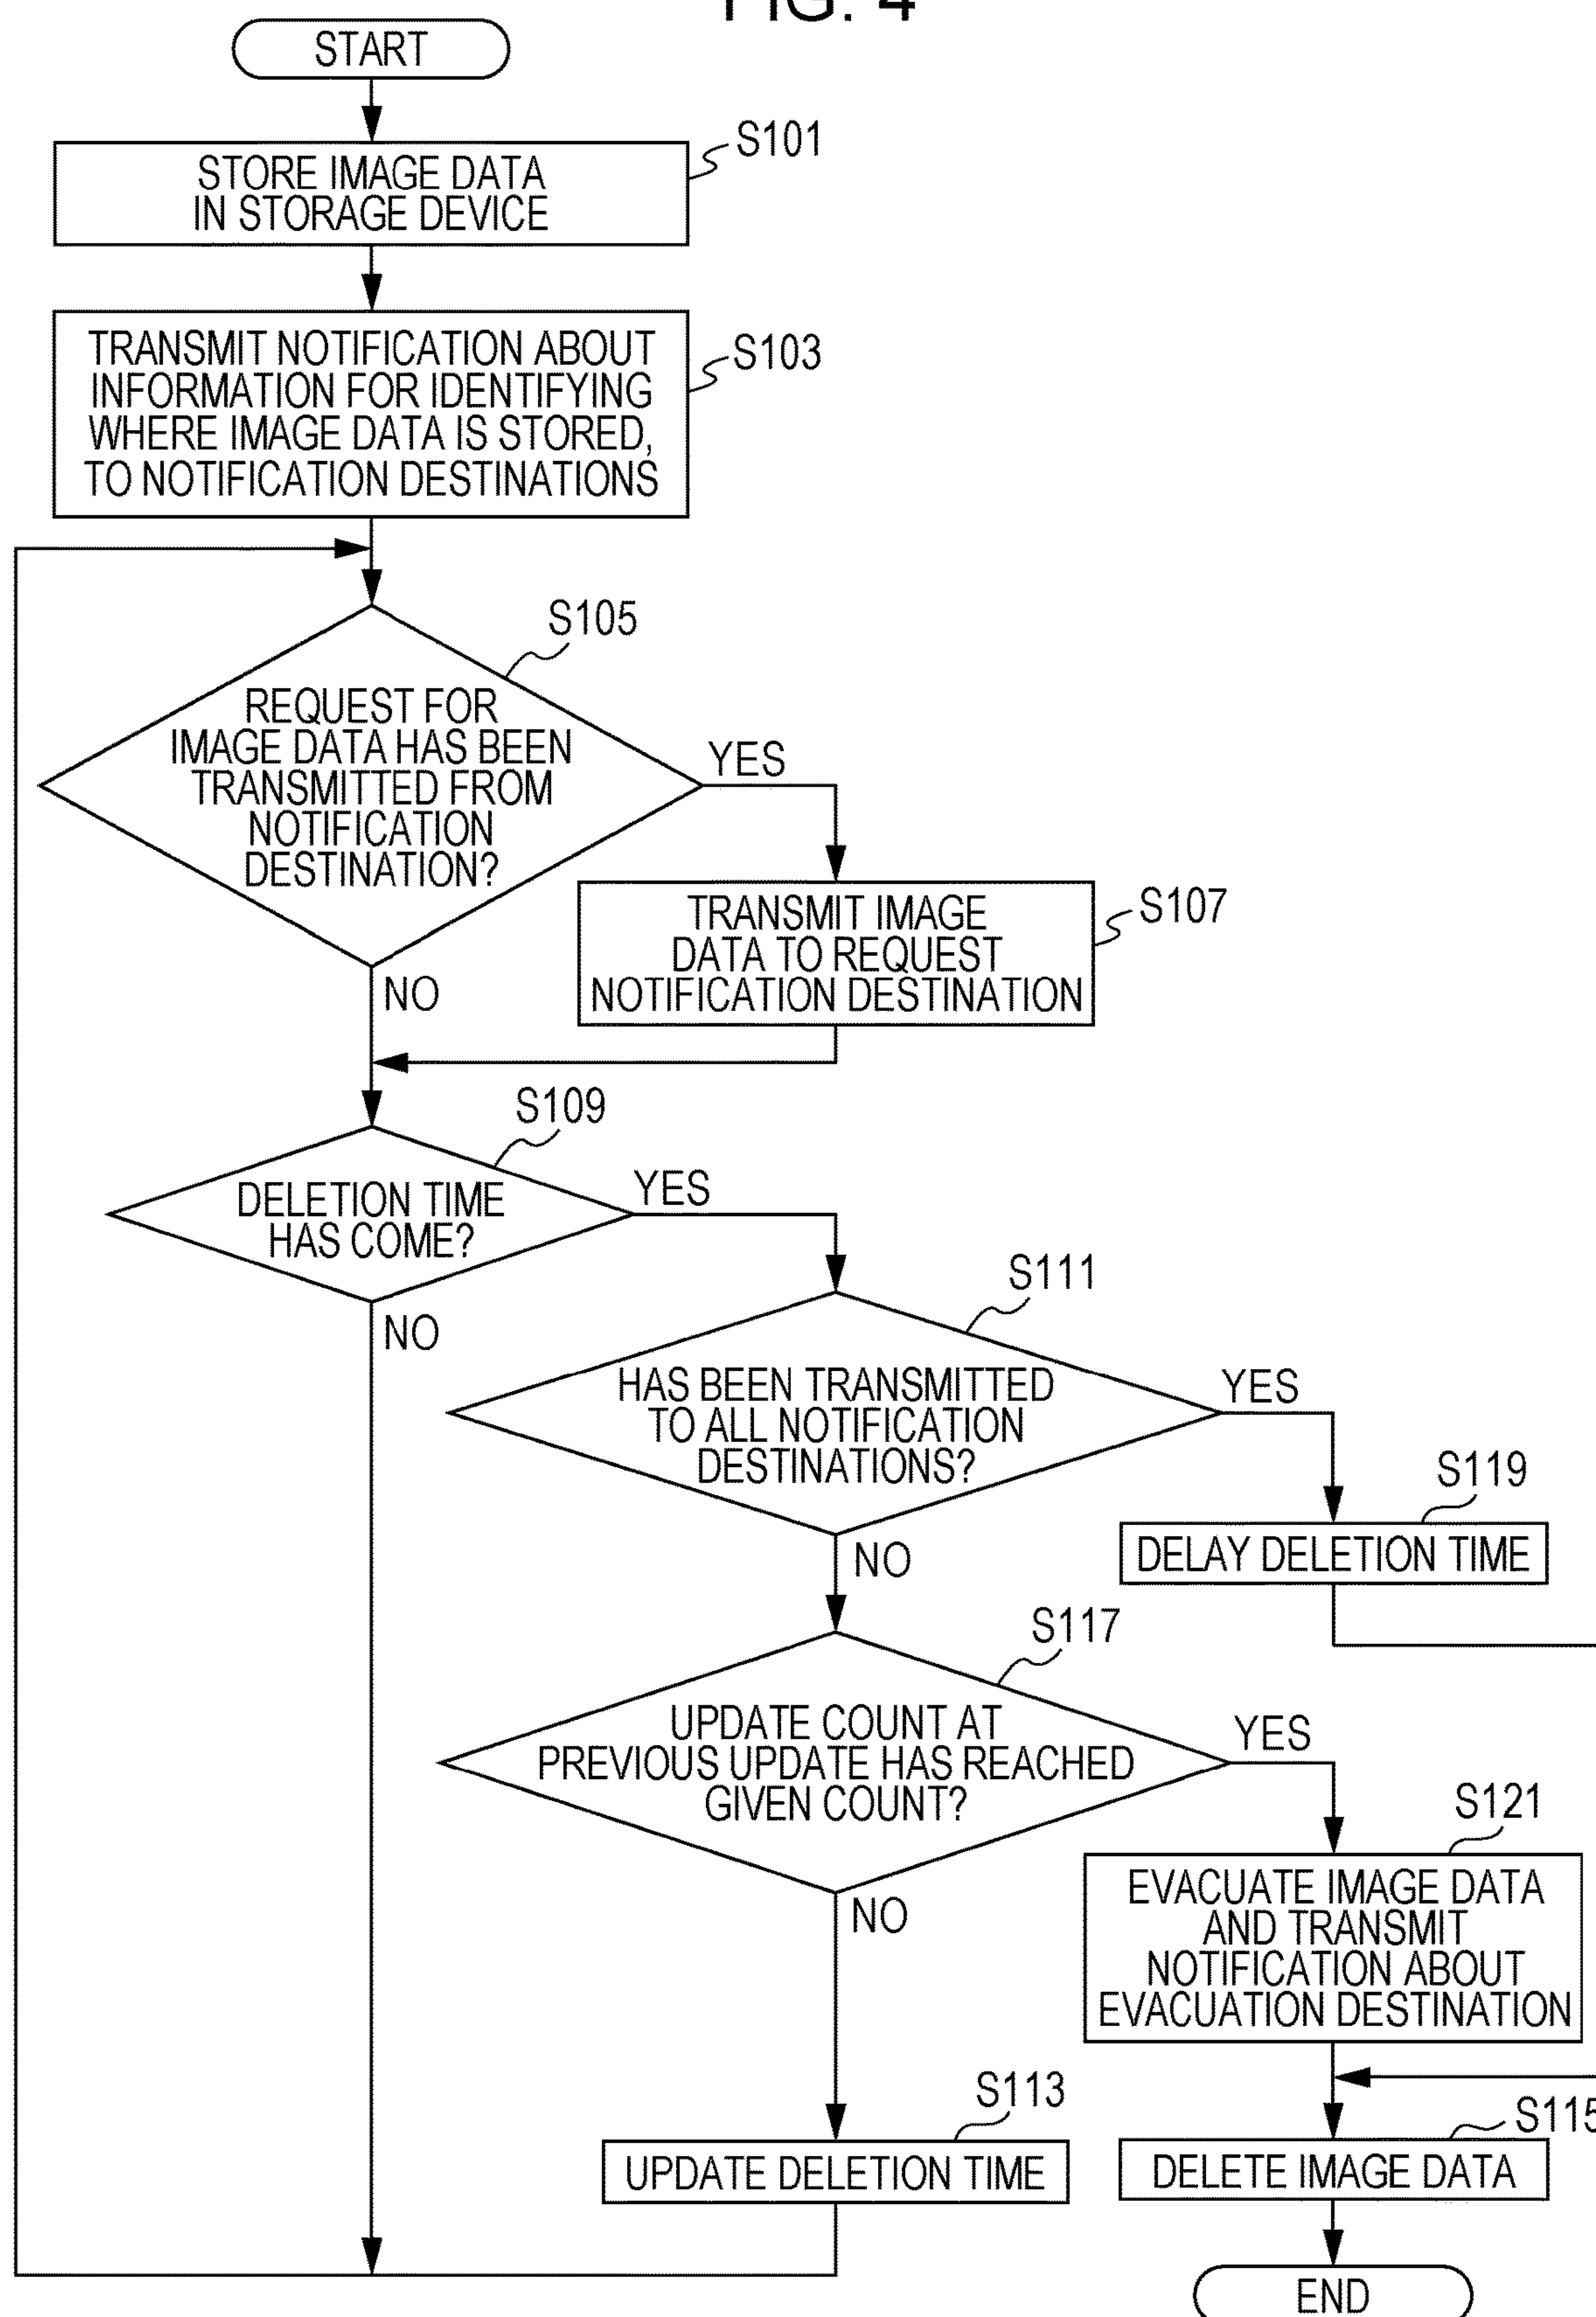 FIG. 4
START
S101
STORE IMAGE DATA
IN STORAGE DEVICE
S103
TRANSMIT NOTIFICATION ABOUT
INFORMATION FOR IDENTIFYING
WHERE IMAGE DATA IS STORED,
TO NOTIFICATION DESTINATIONS
S105
REQUEST FOR
IMAGE DATA HAS BEEN
TRANSMITTED FROM
NOTIFICATION
DESTINATION?
YES
NO
S107
TRANSMIT IMAGE
DATA TO REQUEST
NOTIFICATION DESTINATION
S109
DELETION TIME
HAS COME?
YES
NO
S111
HAS BEEN TRANSMITTED
TO ALL NOTIFICATION
DESTINATIONS?
YES
NO
S119
DELAY DELETION TIME
S117
UPDATE COUNT AT
PREVIOUS UPDATE HAS REACHED
GIVEN COUNT?
YES
NO
S121
EVACUATE IMAGE DATA
AND TRANSMIT
NOTIFICATION ABOUT
EVACUATION DESTINATION
S113
UPDATE DELETION TIME
S115
DELETE IMAGE DATA
END